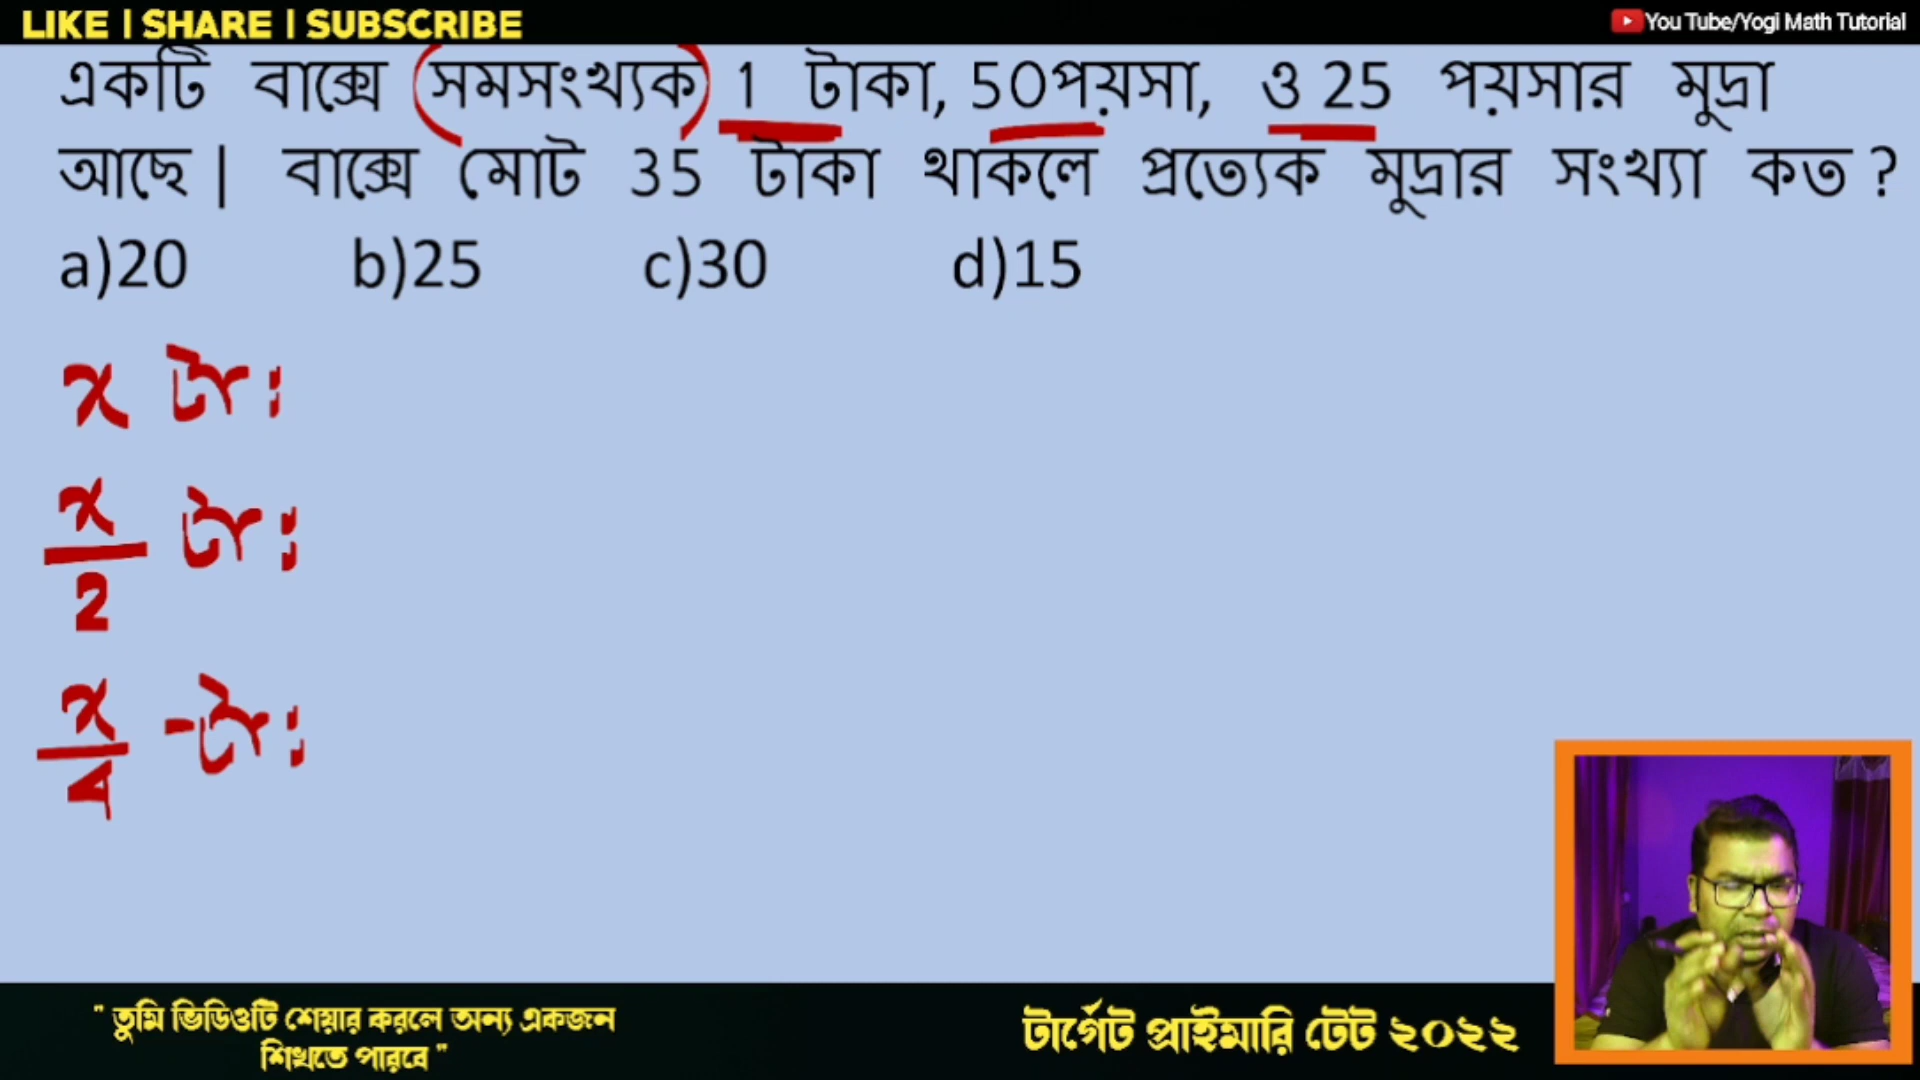 LIKE | SHARE | SUBSCRIBE
You Tube/Yogi Math Tutorial
একটি বাক্সে (সমসংখ্যক) 1 টাকা, 50পয়সা, ও 25 পয়সার মুদ্রা
আছে | বাক্সে মোট 35 টাকা থাকলে প্রত্যেক মুদ্রার সংখ্যা কত ?
a)20 b)25 c)30 d)15
x টাঃ
x/2 টাঃ
x/4 টাঃ
" তুমি ভিডিওটি শেয়ার করলে অন্য একজন
শিখতে পারবে "
টার্গেট প্রাইমারি টেট ২০২২